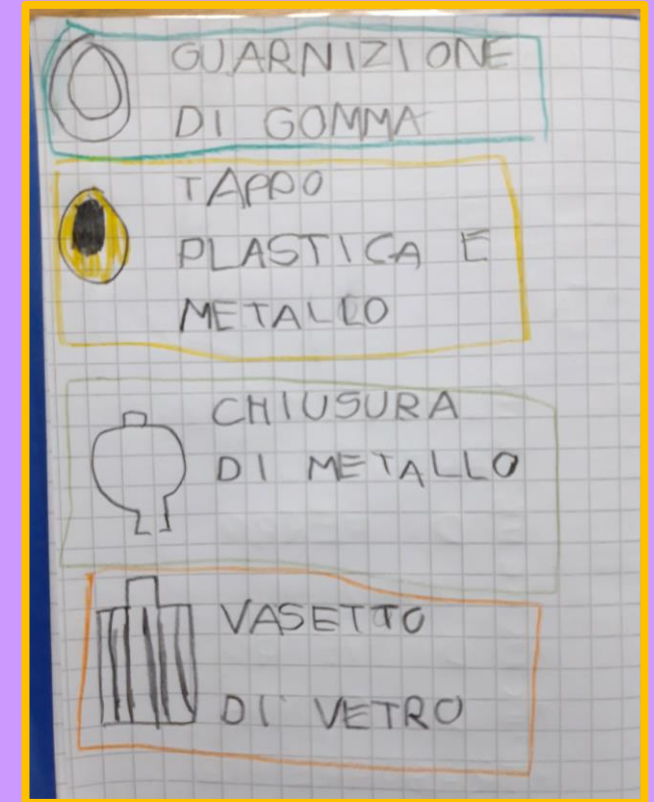 GUARNIZIONE
DI GOMMA
TAPPO
PLASTICA E
METALLO
CHIUSURA
DI METALLO
VASETTO
DI VETRO